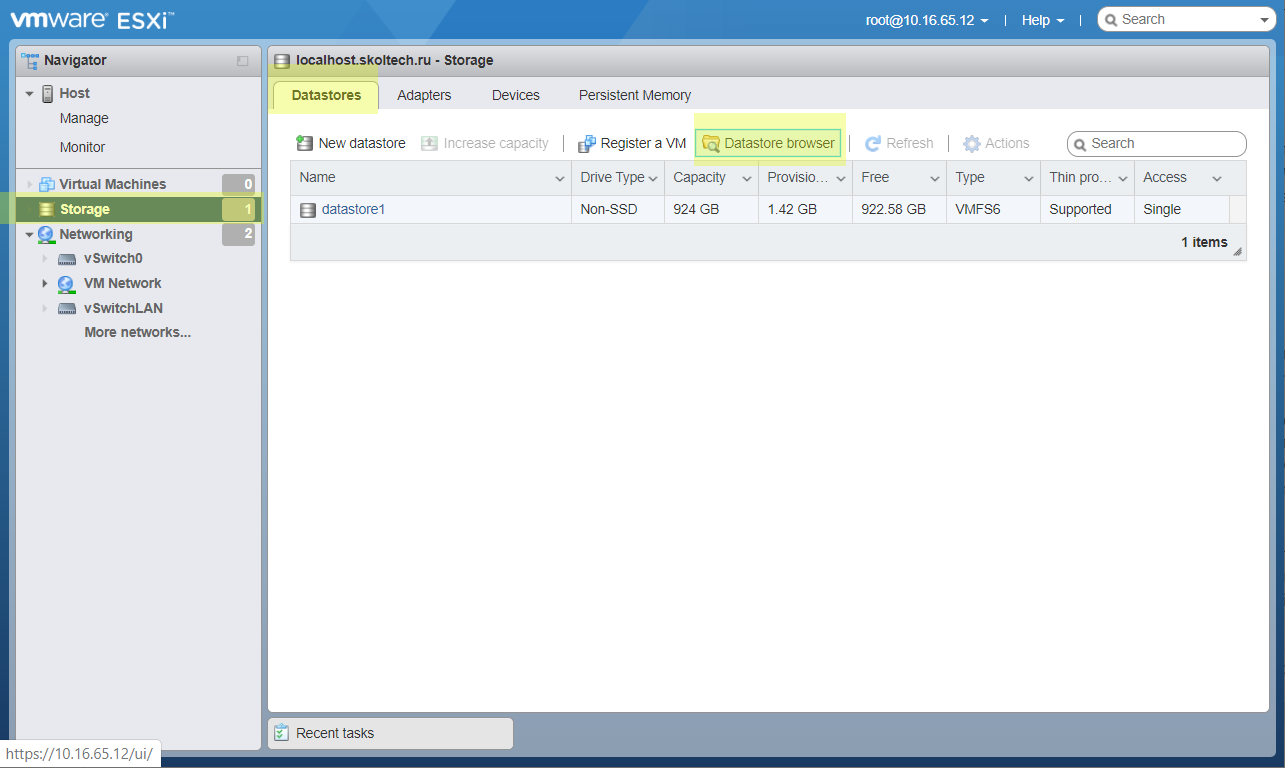 vmware ESXi™
root@10.16.65.12 | Help | Search
Navigator
Host
Manage
Monitor
Virtual Machines 0
Storage 1
Networking 2
vSwitch0
VM Network
vSwitchLAN
More networks...
localhost.skoltech.ru - Storage
Datastores Adapters Devices Persistent Memory
New datastore Increase capacity | Register a VM Datastore browser | Refresh | Actions Search
Name Drive Type Capacity Provisio... Free Type Thin pro... Access
datastore1 Non-SSD 924 GB 1.42 GB 922.58 GB VMFS6 Supported Single
1 items
Recent tasks
https://10.16.65.12/ui/